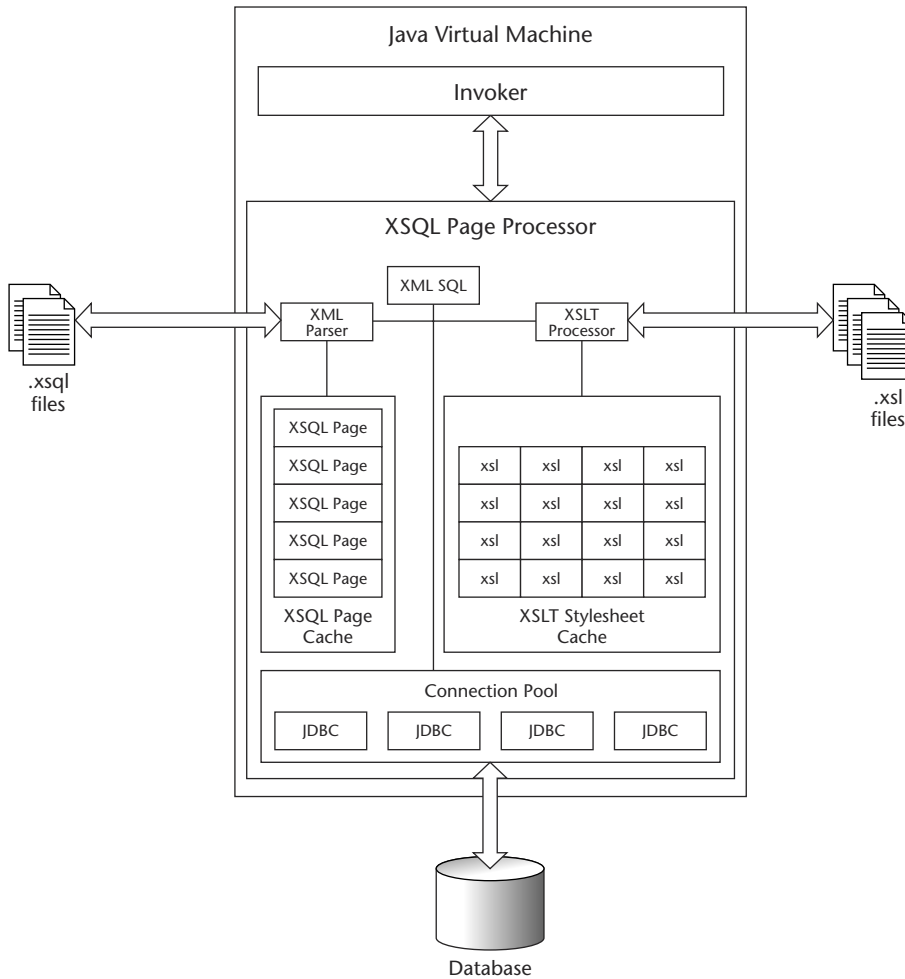 Java Virtual Machine
Invoker
XSQL Page Processor
XML SQL
XML
Parser
XSLT
Processor
.xsql
files
.xsl
files
XSQL Page
XSQL Page
XSQL Page
XSQL Page
XSQL Page
XSQL Page
Cache
xsl xsl xsl xsl
xsl xsl xsl xsl
xsl xsl xsl xsl
xsl xsl xsl xsl
XSLT Stylesheet
Cache
Connection Pool
JDBC JDBC JDBC JDBC
Database